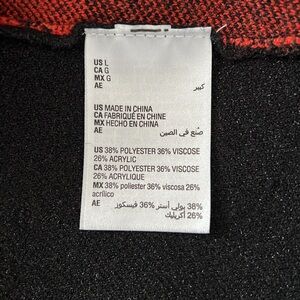 US L
CA G
MX G
AE كبير
US MADE IN CHINA
CA FABRIQUÉ EN CHINE
MX HECHO EN CHINA
AE صنع في الصين
US 38% POLYESTER 36% VISCOSE
26% ACRYLIC
CA 38% POLYESTER 36% VISCOSE
26% ACRYLIQUE
MX 38% poliester 36% viscosa 26%
acrílico
AE 38% بولي أستر 36% فيسكوز
26% أكريليك